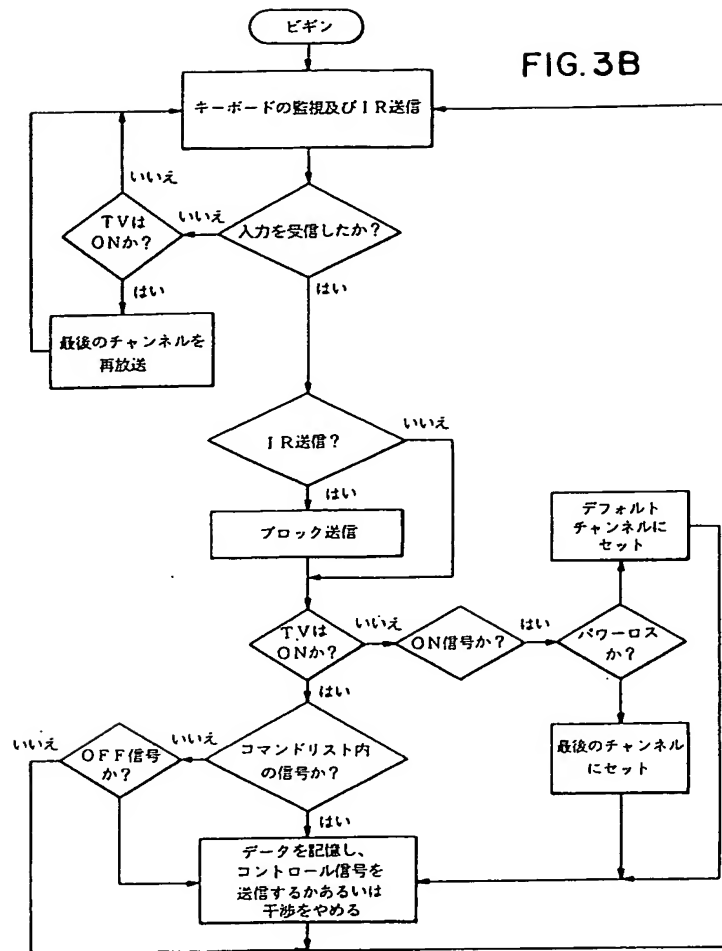 ビギン
FIG. 3B
キーボードの監視及びIR送信
いいえ
TVは
ONか?
いいえ
入力を受信したか?
はい
はい
最後のチャンネルを
再放送
IR送信?
いいえ
はい
ブロック送信
デフォルト
チャンネルに
セット
TVは
ONか?
いいえ
ON信号か?
はい
パワーロス
か?
はい
いいえ
OFF信号
か?
いいえ
コマンドリスト内
の信号か?
最後のチャンネル
にセット
はい
データを記憶し、
コントロール信号を
送信するかあるいは
干渉をやめる